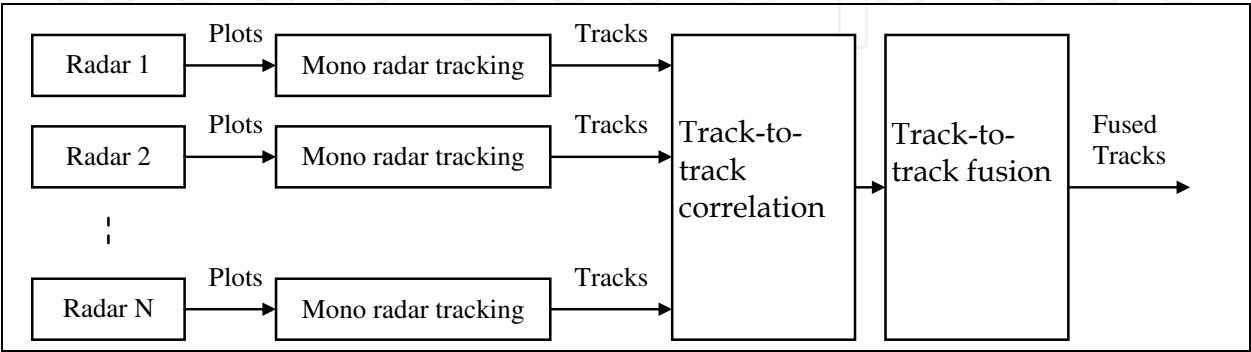 Plots
Tracks
Radar 1
Mono radar tracking
Plots
Tracks
Radar 2
Mono radar tracking
Plots
Tracks
Radar N
Mono radar tracking
Track-to-
track
correlation
Track-to-
track fusion
Fused
Tracks